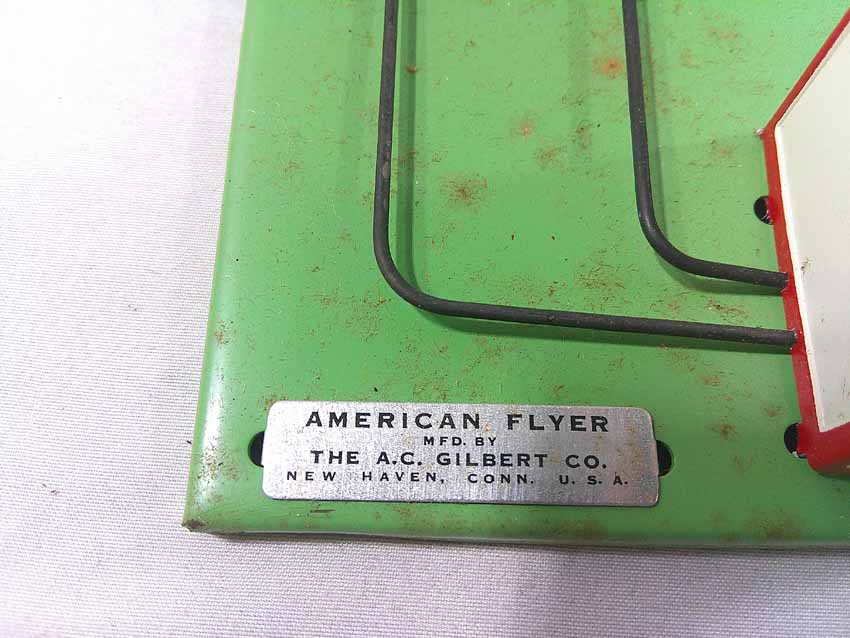 AMERICAN FLYER
MFD. BY
THE A.C. GILBERT CO.
NEW HAVEN, CONN. U. S. A.